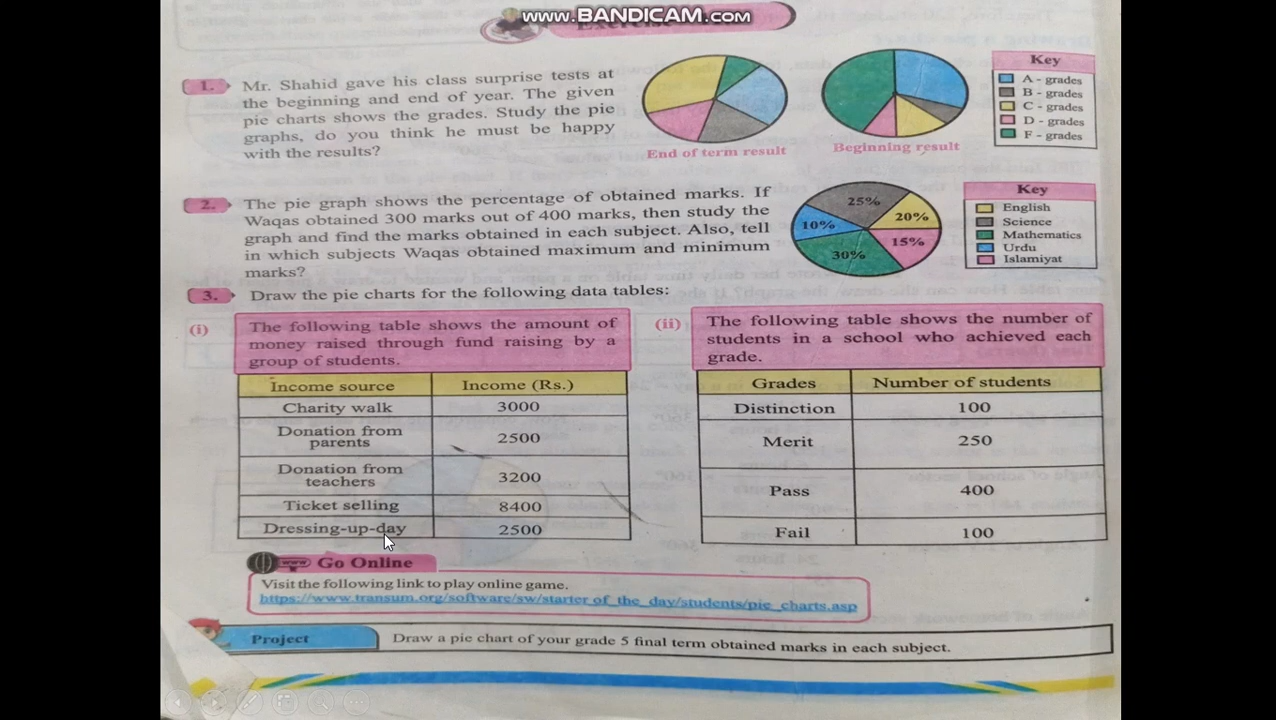 www.BANDICAM.com
Exercise
1. Mr. Shahid gave his class surprise tests at
the beginning and end of year. The given
pie charts shows the grades. Study the pie
graphs, do you think he must be happy
with the results?
End of term result
Beginning result
Key
A - grades
B - grades
C - grades
D - grades
F - grades
2. The pie graph shows the percentage of obtained marks. If
Waqas obtained 300 marks out of 400 marks, then study the
graph and find the marks obtained in each subject. Also, tell
in which subjects Waqas obtained maximum and minimum
marks?
25%
20%
10%
15%
30%
Key
English
Science
Mathematics
Urdu
Islamiyat
3. Draw the pie charts for the following data tables:
(i) The following table shows the amount of
money raised through fund raising by a
group of students.
Income source Income (Rs.)
Charity walk 3000
Donation from
parents 2500
Donation from
teachers 3200
Ticket selling 8400
Dressing-up-day 2500
(ii) The following table shows the number of
students in a school who achieved each
grade.
Grades Number of students
Distinction 100
Merit 250
Pass 400
Fail 100
www Go Online
Visit the following link to play online game.
https://www.transum.org/software/sw/starter_of_the_day/students/pie_charts.asp
Project Draw a pie chart of your grade 5 final term obtained marks in each subject.